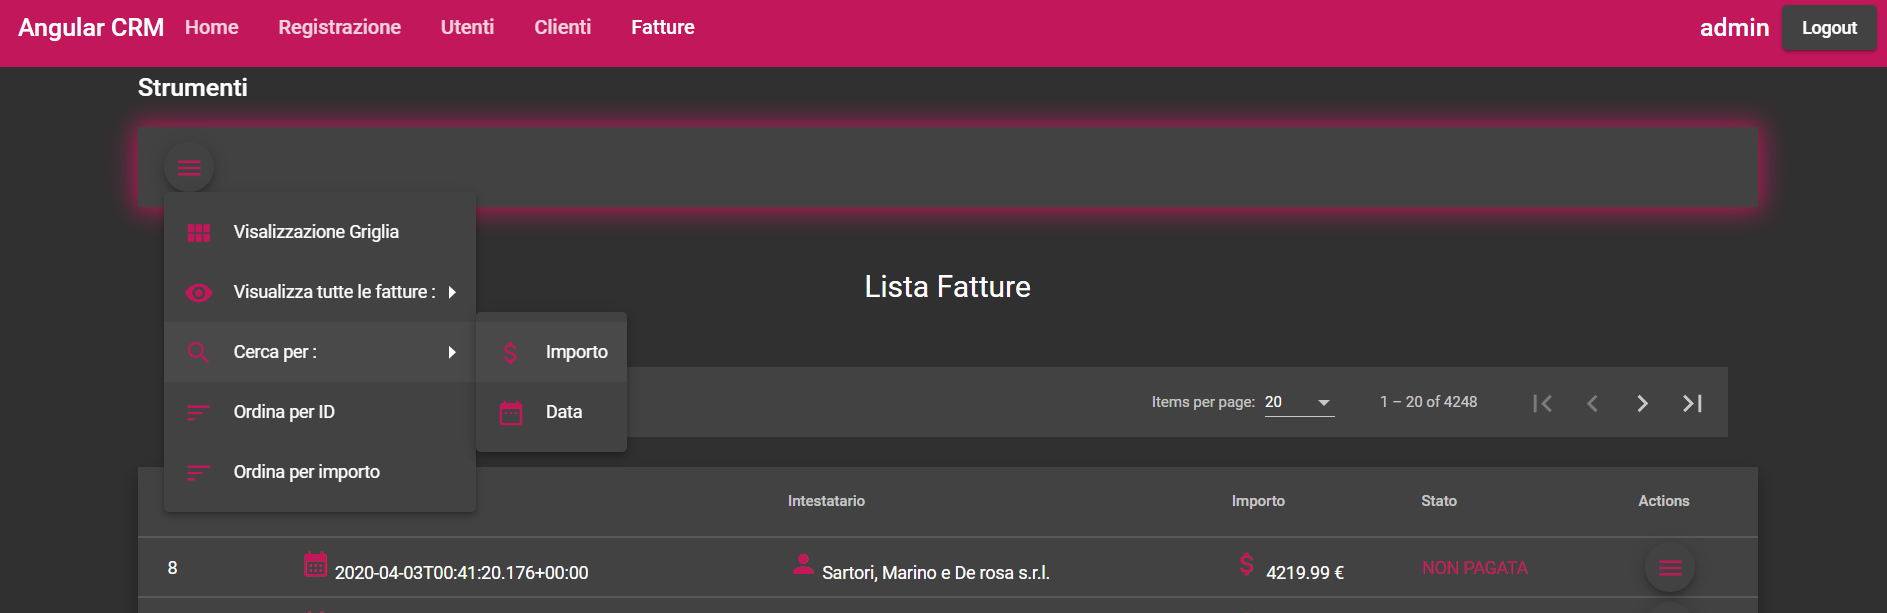 Angular CRM Home Registrazione Utenti Clienti Fatture admin Logout
Strumenti
Visalizzazione Griglia
Visualizza tutte le fatture :
Lista Fatture
Cerca per :
Importo
Ordina per ID
Data
Items per page: 20 1 – 20 of 4248
Ordina per importo
Intestatario Importo Stato Actions
8 2020-04-03T00:41:20.176+00:00 Sartori, Marino e De rosa s.r.l. 4219.99 € NON PAGATA